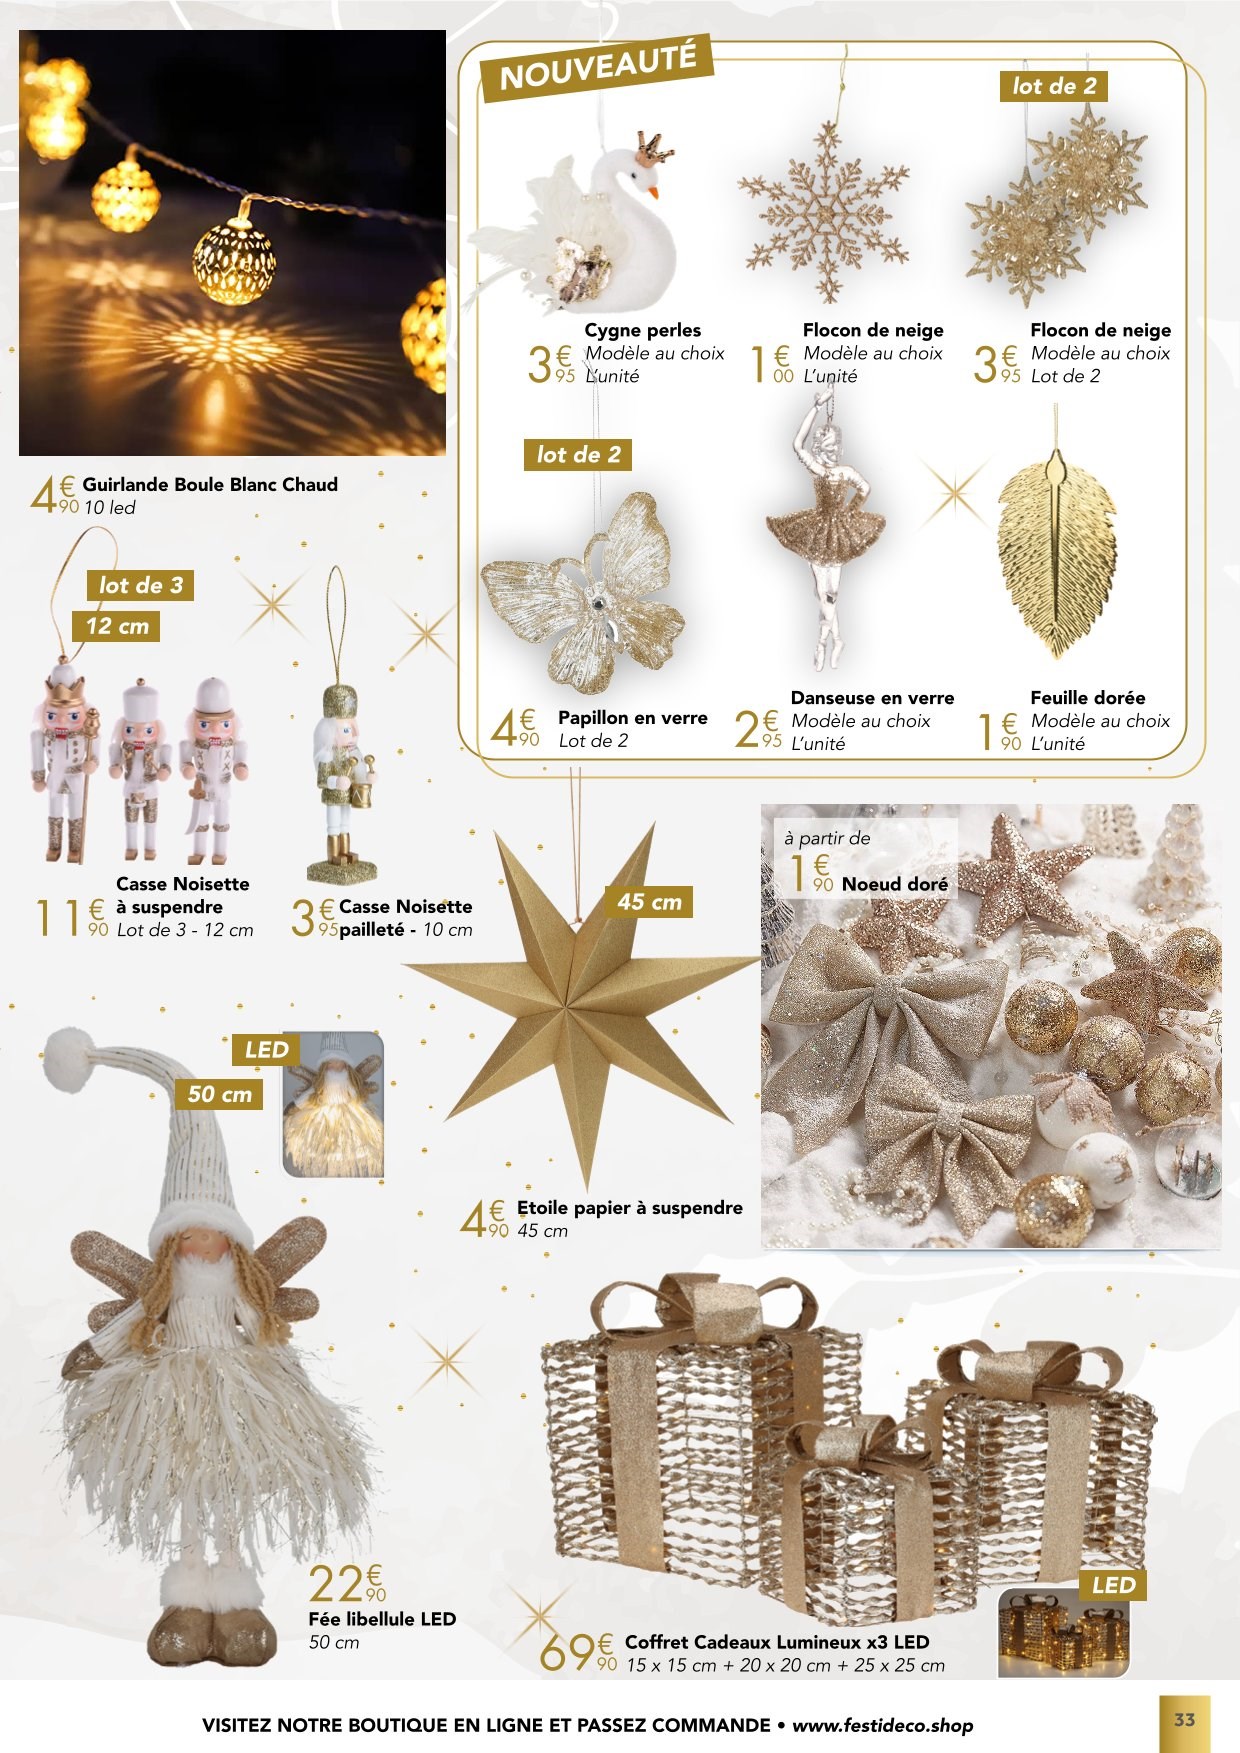 NOUVEAUTÉ
lot de 2
Cygne perles
3€95 Modèle au choix
L'unité
Flocon de neige
1€00 Modèle au choix
L'unité
Flocon de neige
3€95 Modèle au choix
Lot de 2
4€90 Guirlande Boule Blanc Chaud
10 led
lot de 2
lot de 3
12 cm
4€90 Papillon en verre
Lot de 2
Danseuse en verre
2€95 Modèle au choix
L'unité
Feuille dorée
1€90 Modèle au choix
L'unité
Casse Noisette
11€90 à suspendre
Lot de 3 - 12 cm
3€95 Casse Noisette
pailleté - 10 cm
45 cm
à partir de
1€90 Noeud doré
LED
50 cm
4€90 Etoile papier à suspendre
45 cm
22€90
Fée libellule LED
50 cm
LED
69€90 Coffret Cadeaux Lumineux x3 LED
15 x 15 cm + 20 x 20 cm + 25 x 25 cm
VISITEZ NOTRE BOUTIQUE EN LIGNE ET PASSEZ COMMANDE • www.festideco.shop
33